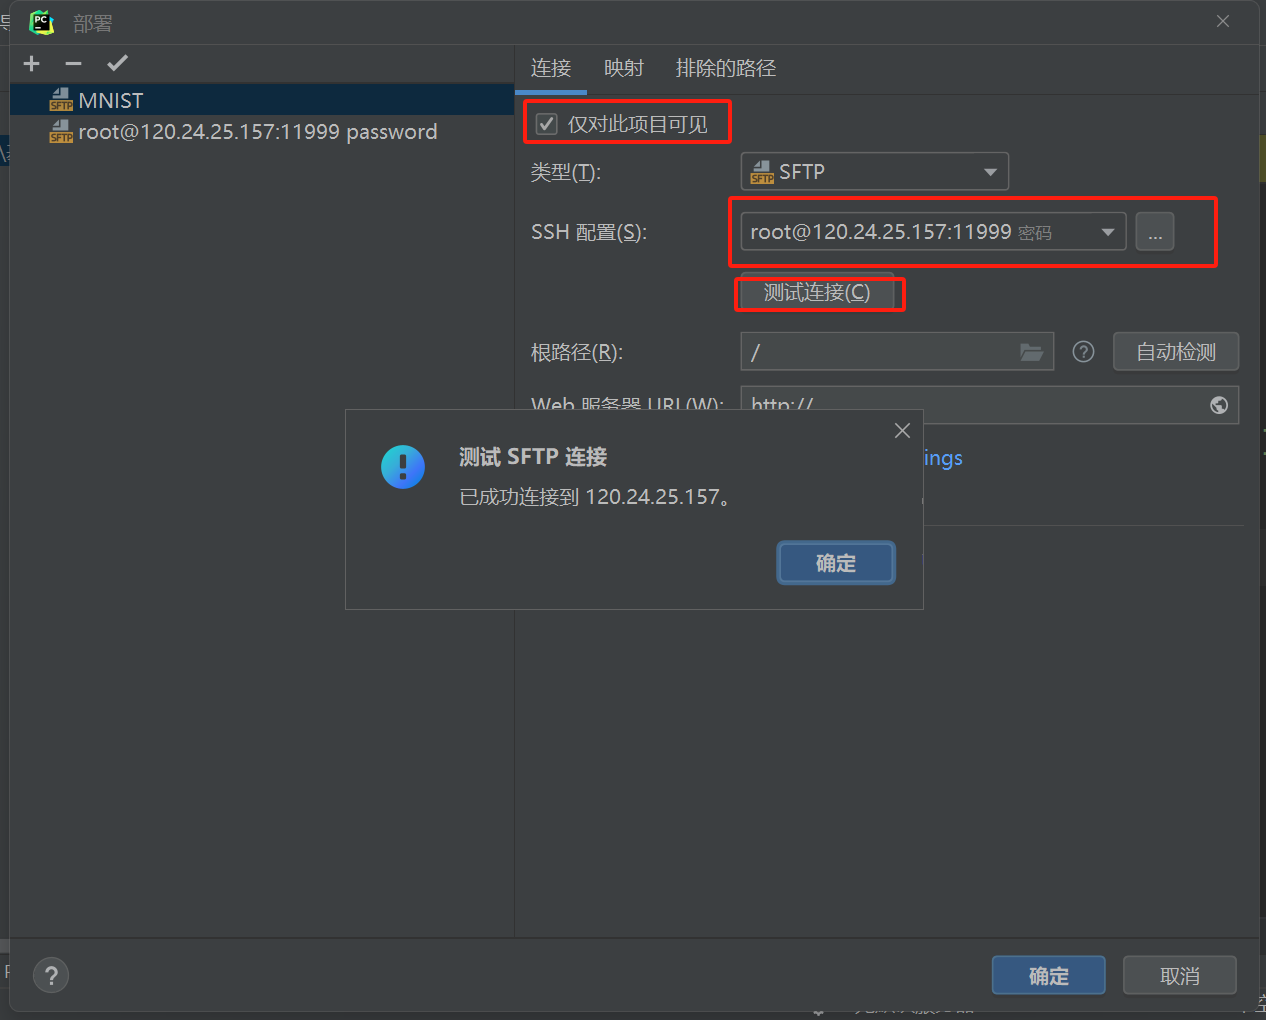 部署
连接 映射 排除的路径
MNIST
root@120.24.25.157:11999 password
仅对此项目可见
类型(T):
SFTP
SSH 配置(S):
root@120.24.25.157:11999 密码
...
测试连接(C)
根路径(R):
/
自动检测
Web 服务器 URL(W):
http://
ings
测试 SFTP 连接
已成功连接到 120.24.25.157。
确定
确定
取消